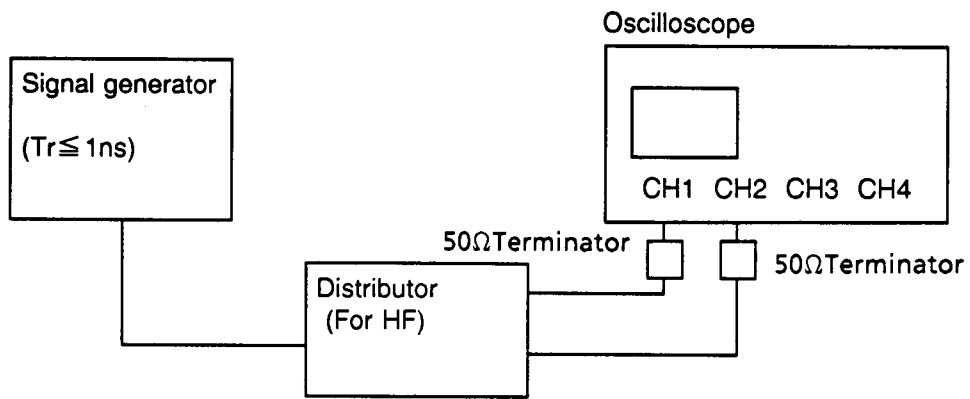 Oscilloscope
Signal generator
(Tr≦1ns)
CH1 CH2 CH3 CH4
50ΩTerminator
50ΩTerminator
Distributor
(For HF)